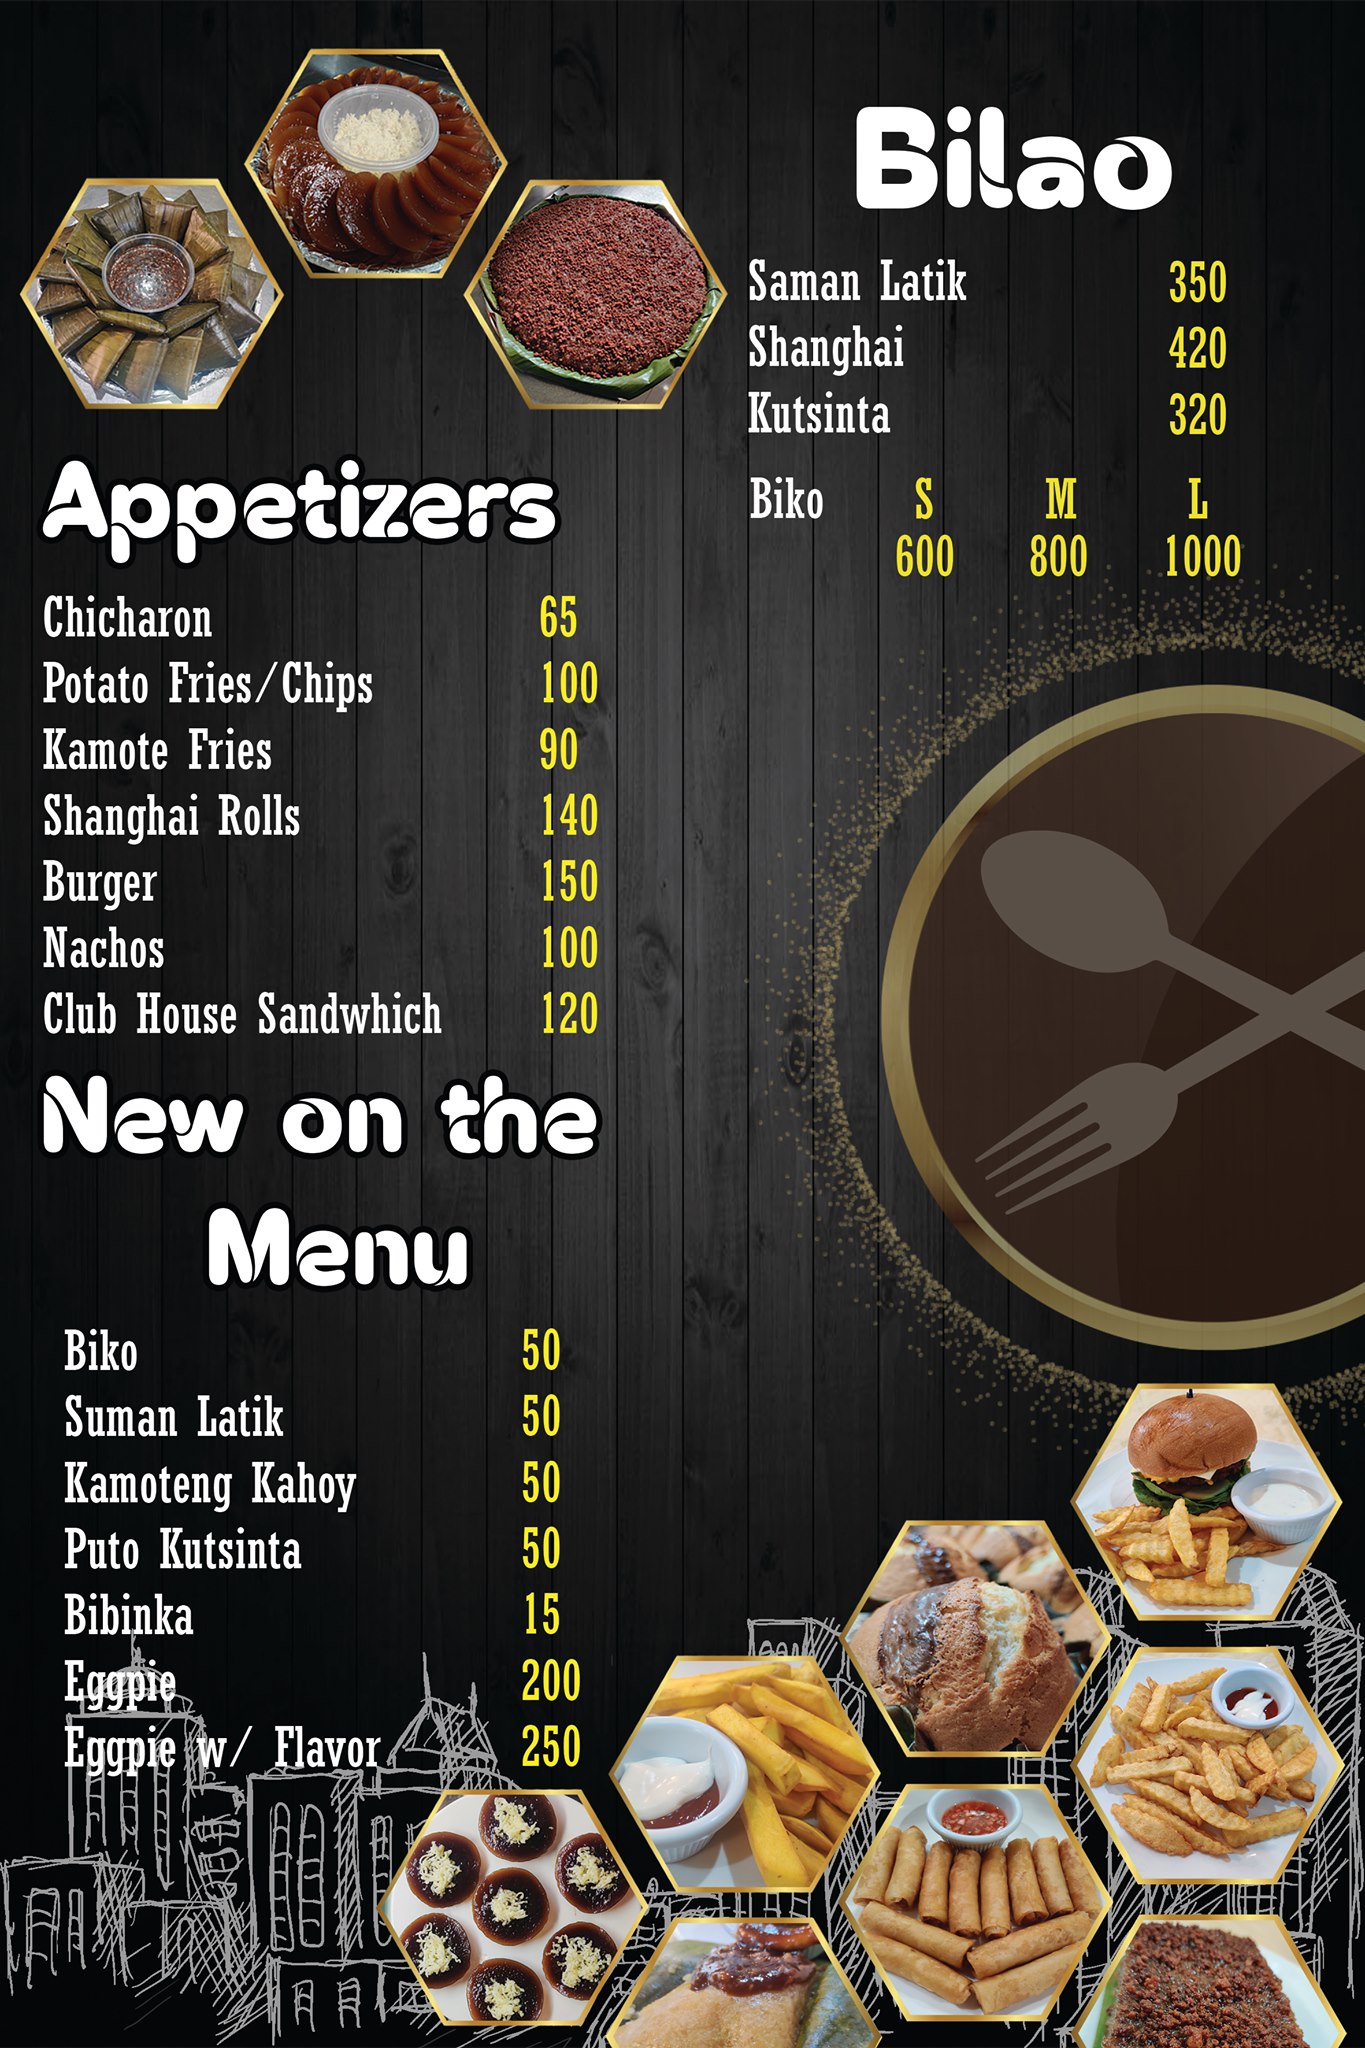 Bilao
Saman Latik 350
Shanghai 420
Kutsinta 320
Biko S M L
600 800 1000
Appetizers
Chicharon 65
Potato Fries/Chips 100
Kamote Fries 90
Shanghai Rolls 140
Burger 150
Nachos 100
Club House Sandwhich 120
New on the
Menu
Biko 50
Suman Latik 50
Kamoteng Kahoy 50
Puto Kutsinta 50
Bibinka 15
Eggpie 200
Eggpie w/ Flavor 250